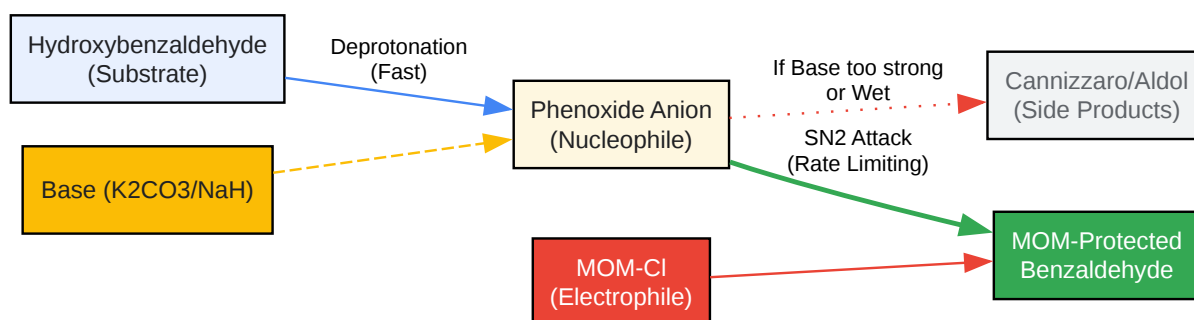 Hydroxybenzaldehyde
(Substrate)
Deprotonation
(Fast)
Base (K2CO3/NaH)
Phenoxide Anion
(Nucleophile)
If Base too strong
or Wet
SN2 Attack
(Rate Limiting)
Cannizzaro/Aldol
(Side Products)
MOM-Cl
(Electrophile)
MOM-Protected
Benzaldehyde